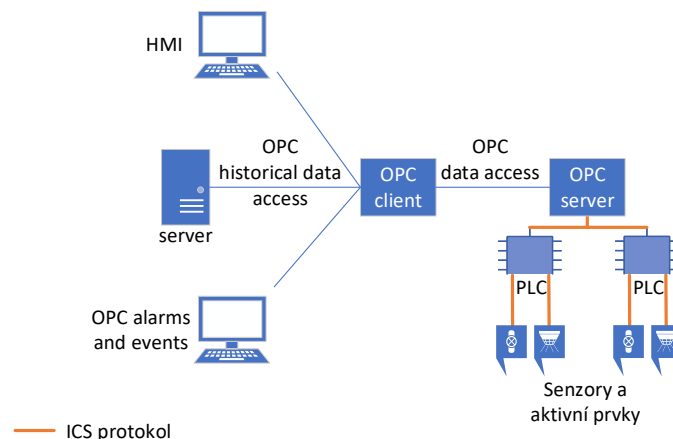 HMI
OPC
historical data
access
server
OPC
client
OPC
data access
OPC
server
PLC
PLC
OPC alarms
and events
Senzory a
aktivní prvky
ICS protokol